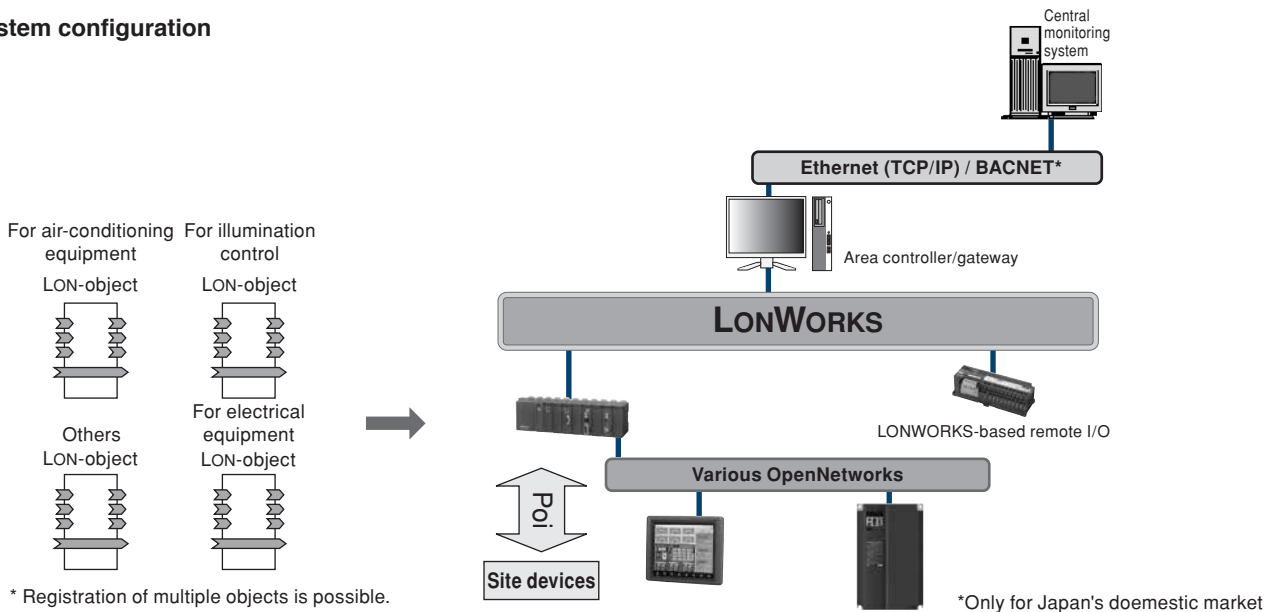 stem configuration
Central
monitoring
system
Ethernet (TCP/IP) / BACNET*
Area controller/gateway
LONWORKS
LONWORKS-based remote I/O
Various OpenNetworks
Poi
Site devices
For air-conditioning
equipment
LON-object
For illumination
control
LON-object
Others
LON-object
For electrical
equipment
LON-object
* Registration of multiple objects is possible.
*Only for Japan's doemestic market